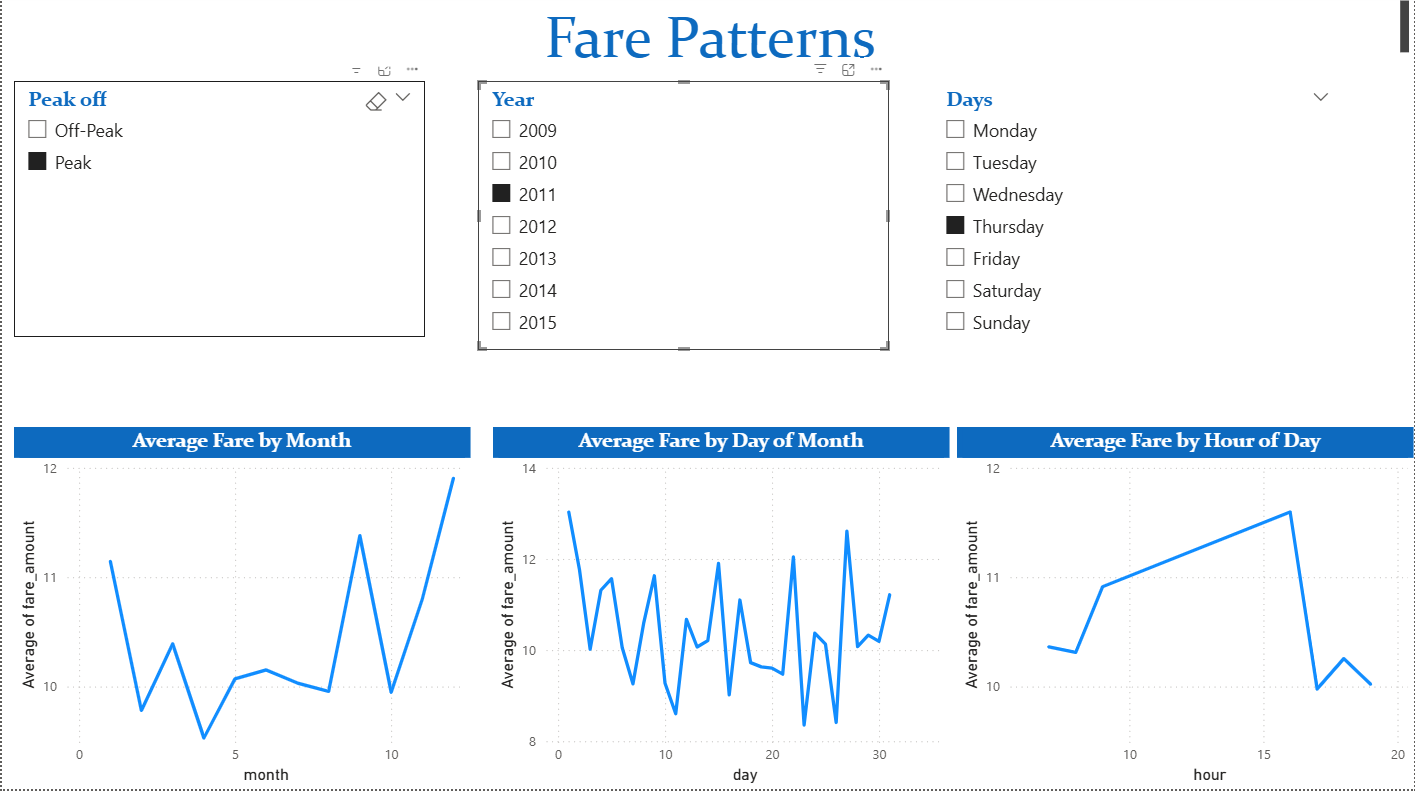 Fare Patterns
Peak off
Off-Peak
Peak
Year
2009
2010
2011
2012
2013
2014
2015
Days
Monday
Tuesday
Wednesday
Thursday
Friday
Saturday
Sunday
Average Fare by Month
Average of fare_amount
12
11
10
0 5 10
month
Average Fare by Day of Month
Average of fare_amount
14
12
10
8
0 10 20 30
day
Average Fare by Hour of Day
Average of fare_amount
12
11
10
10 15 20
hour